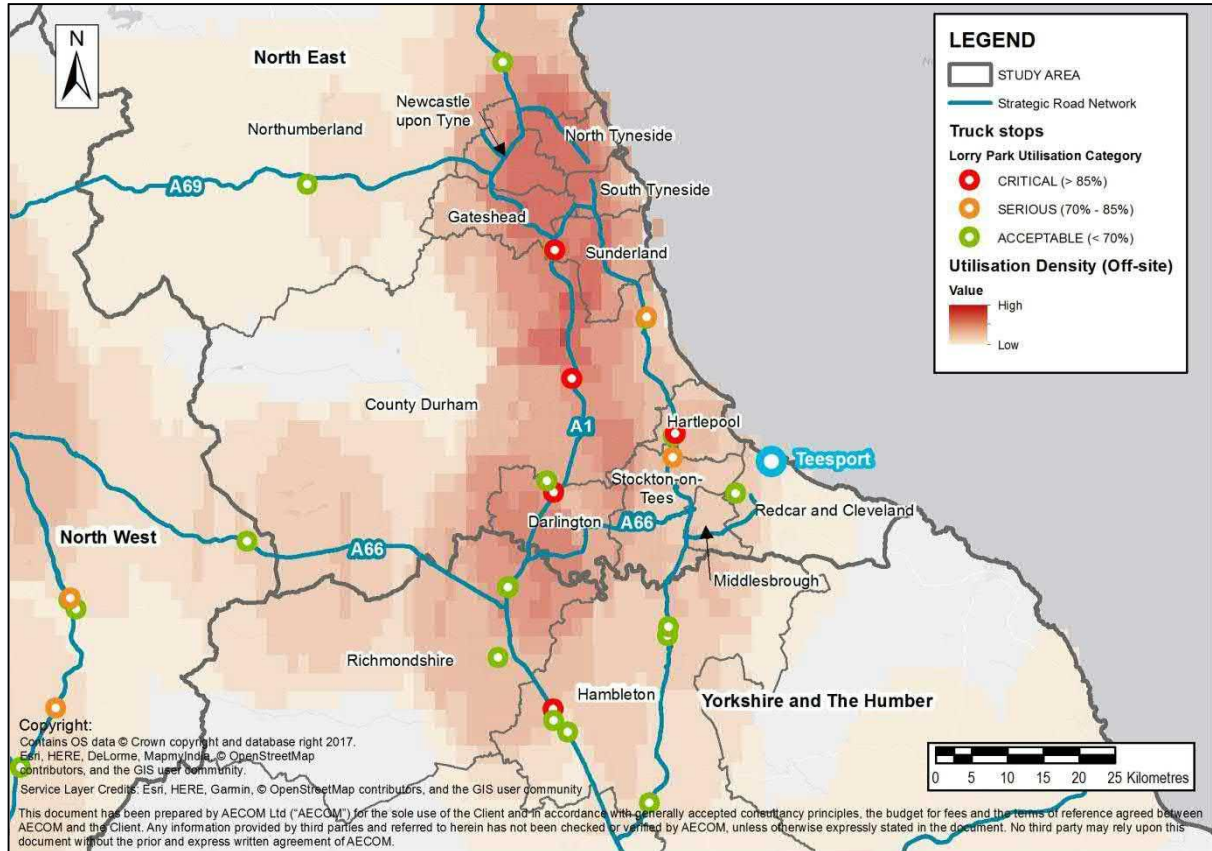 N
North East
Northumberland
Newcastle
upon Tyne
North Tyneside
South Tyneside
A69
Gateshead
Sunderland
County Durham
A1
Hartlepool
Teesport
Stockton-on-
Tees
Redcar and Cleveland
Darlington
A66
Middlesbrough
North West
A66
Richmondshire
Hambleton
Yorkshire and The Humber
LEGEND
STUDY AREA
Strategic Road Network
Truck stops
Lorry Park Utilisation Category
CRITICAL (> 85%)
SERIOUS (70% - 85%)
ACCEPTABLE (< 70%)
Utilisation Density (Off-site)
Value
High
Low
0 5 10 15 20 25 Kilometres
Copyright:
Contains OS data © Crown copyright and database right 2017.
Esri, HERE, DeLorme, MapmyIndia, © OpenStreetMap
contributors, and the GIS user community.
Service Layer Credits: Esri, HERE, Garmin, © OpenStreetMap contributors, and the GIS user community
This document has been prepared by AECOM Ltd ("AECOM") for the sole use of the Client and in accordance with generally accepted consultancy principles, the budget for fees and the terms of reference agreed between
AECOM and the Client. Any information provided by third parties and referred to herein has not been checked or verified by AECOM, unless otherwise expressly stated in the document. No third party may rely upon this
document without the prior and express written agreement of AECOM.